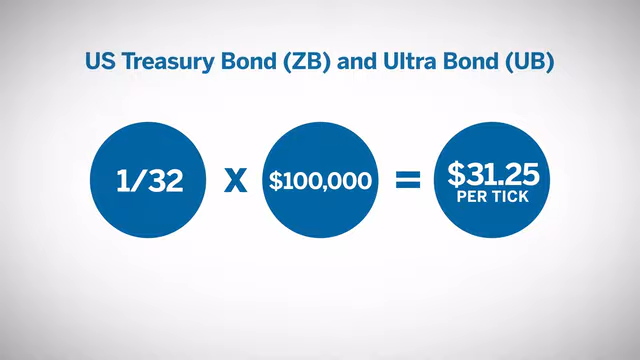 US Treasury Bond (ZB) and Ultra Bond (UB)
1/32 x $100,000 = $31.25
PER TICK